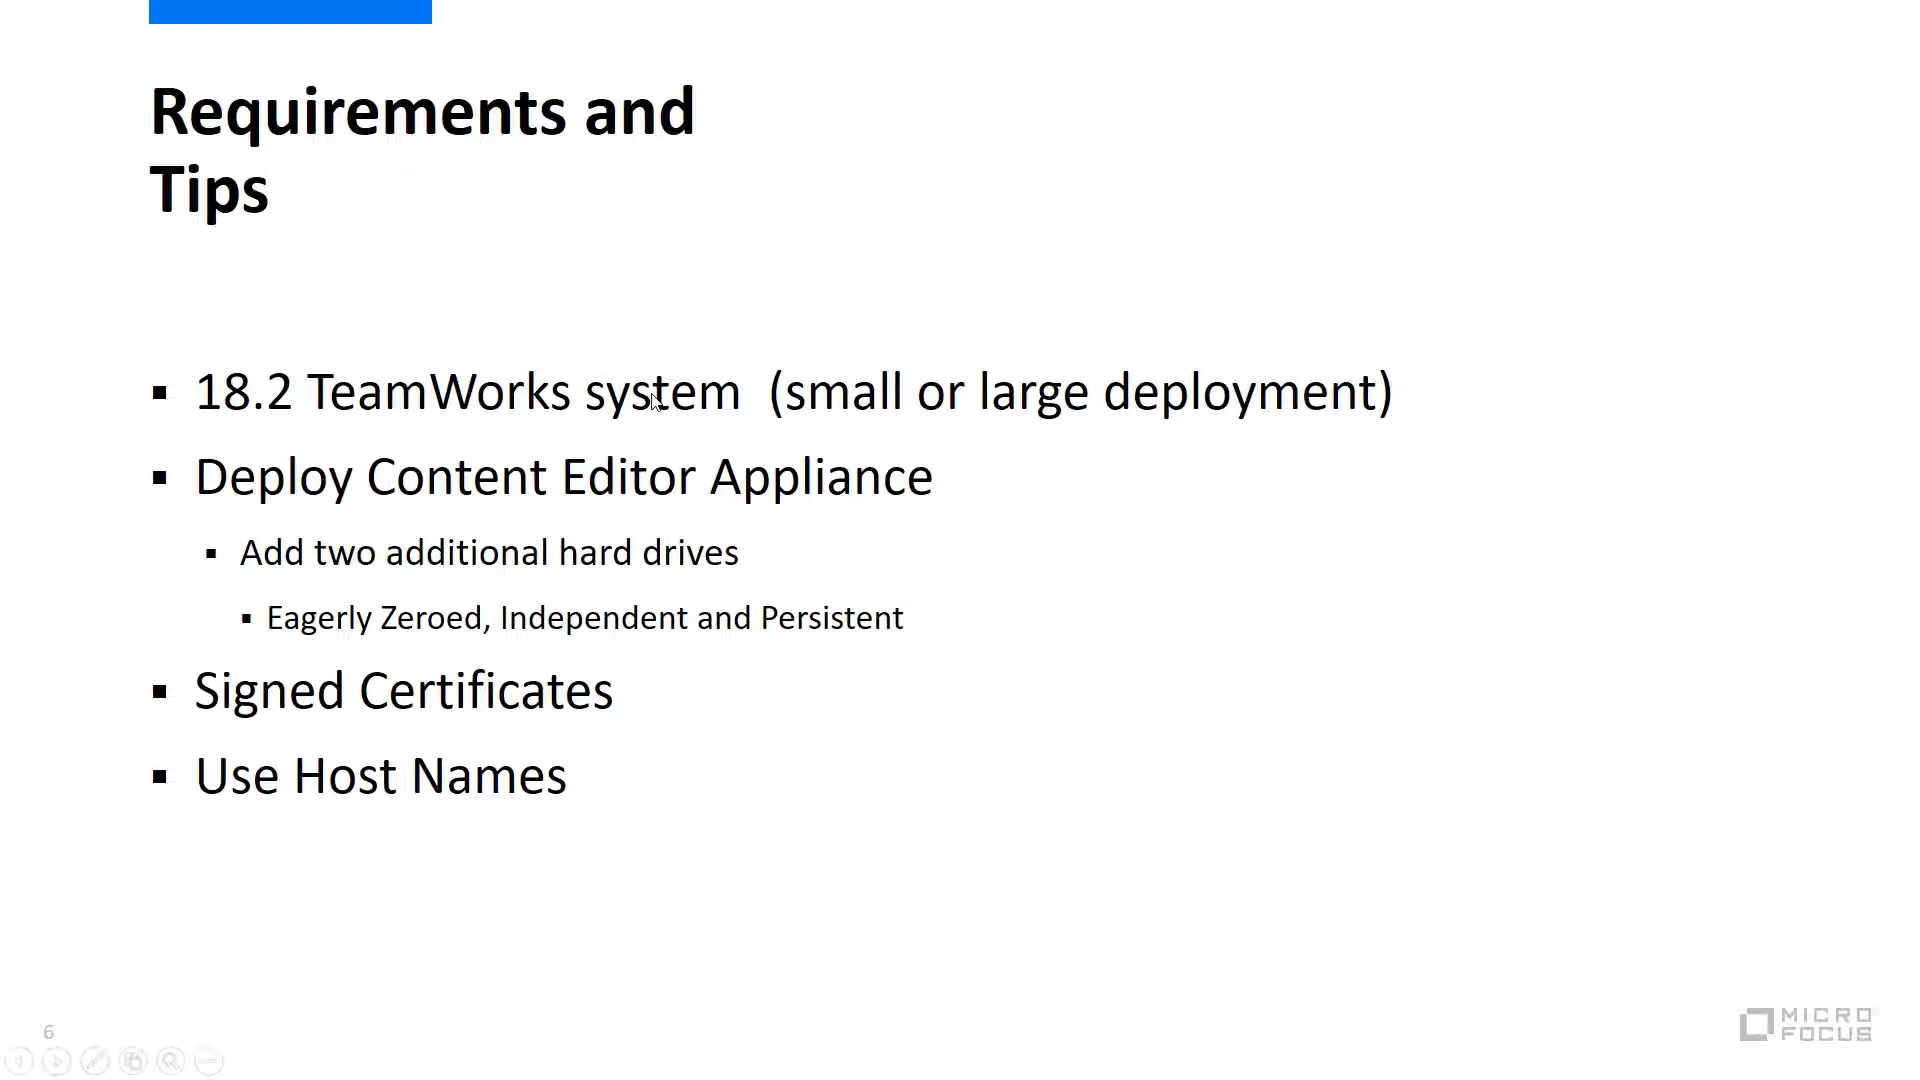 Requirements and
Tips
▪ 18.2 TeamWorks system (small or large deployment)
▪ Deploy Content Editor Appliance
▪ Add two additional hard drives
▪ Eagerly Zeroed, Independent and Persistent
▪ Signed Certificates
▪ Use Host Names
6
MICRO
FOCUS